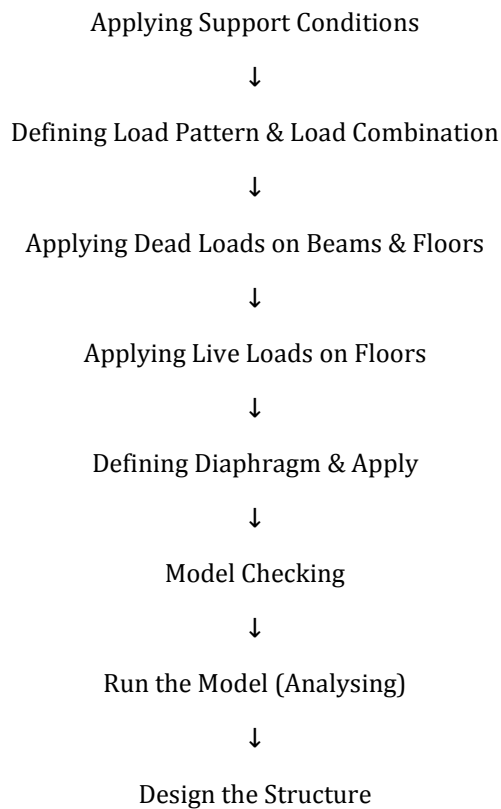 Applying Support Conditions
↓
Defining Load Pattern & Load Combination
↓
Applying Dead Loads on Beams & Floors
↓
Applying Live Loads on Floors
↓
Defining Diaphragm & Apply
↓
Model Checking
↓
Run the Model (Analysing)
↓
Design the Structure